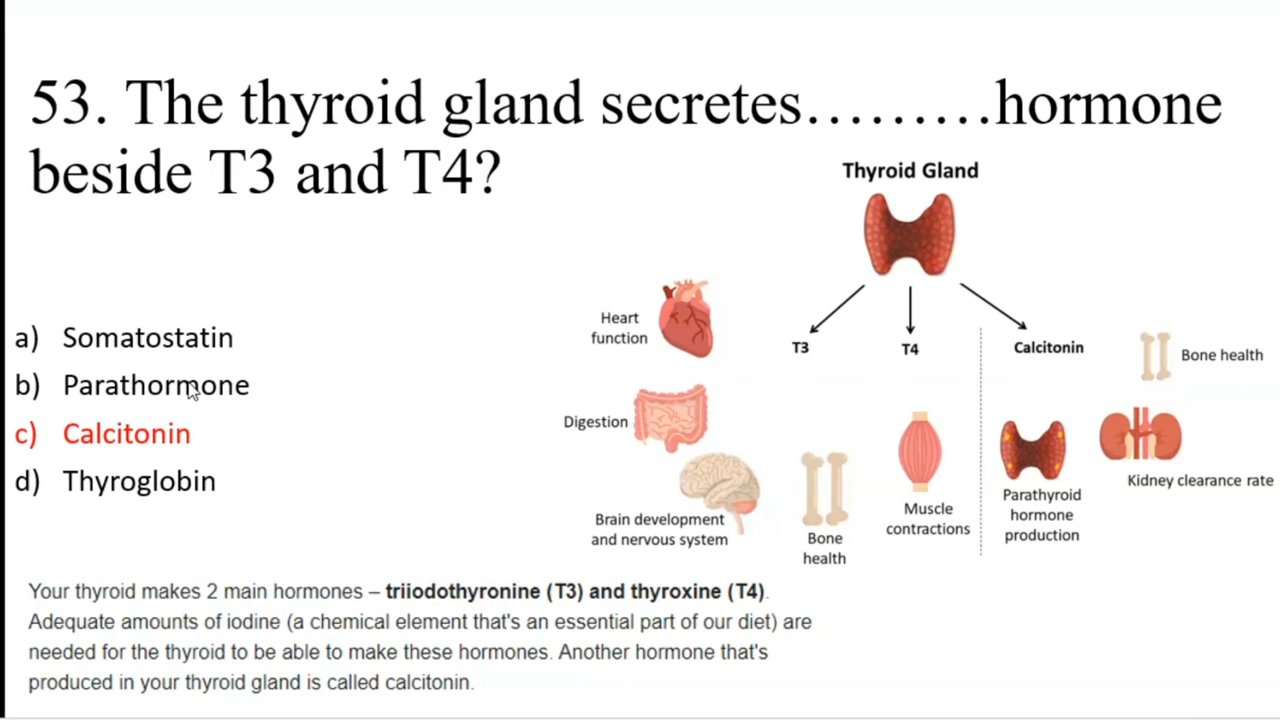 53. The thyroid gland secretes………hormone
beside T3 and T4?
a) Somatostatin
b) Parathormone
c) Calcitonin
d) Thyroglobin
Thyroid Gland
T3
T4
Calcitonin
Heart
function
Digestion
Brain development
and nervous system
Bone
health
Muscle
contractions
Bone health
Parathyroid
hormone
production
Kidney clearance rate
Your thyroid makes 2 main hormones – triiodothyronine (T3) and thyroxine (T4).
Adequate amounts of iodine (a chemical element that's an essential part of our diet) are
needed for the thyroid to be able to make these hormones. Another hormone that's
produced in your thyroid gland is called calcitonin.